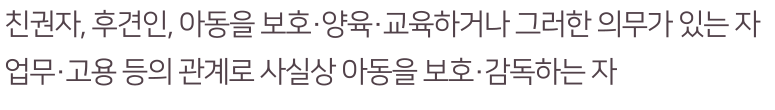 친권자, 후견인, 아동을 보호·양육·교육하거나 그러한 의무가 있는 자
업무·고용 등의 관계로 사실상 아동을 보호·감독하는 자